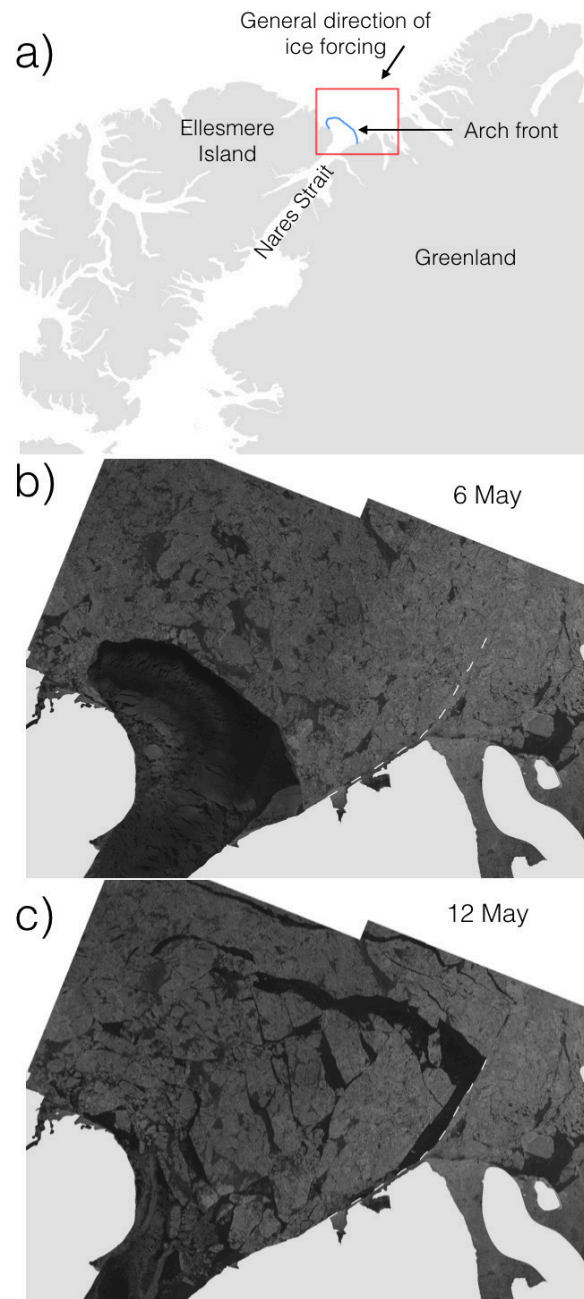 a)
General direction of
ice forcing
Ellesmere
Island
Arch front
Nares Strait
Greenland
b)
6 May
c)
12 May